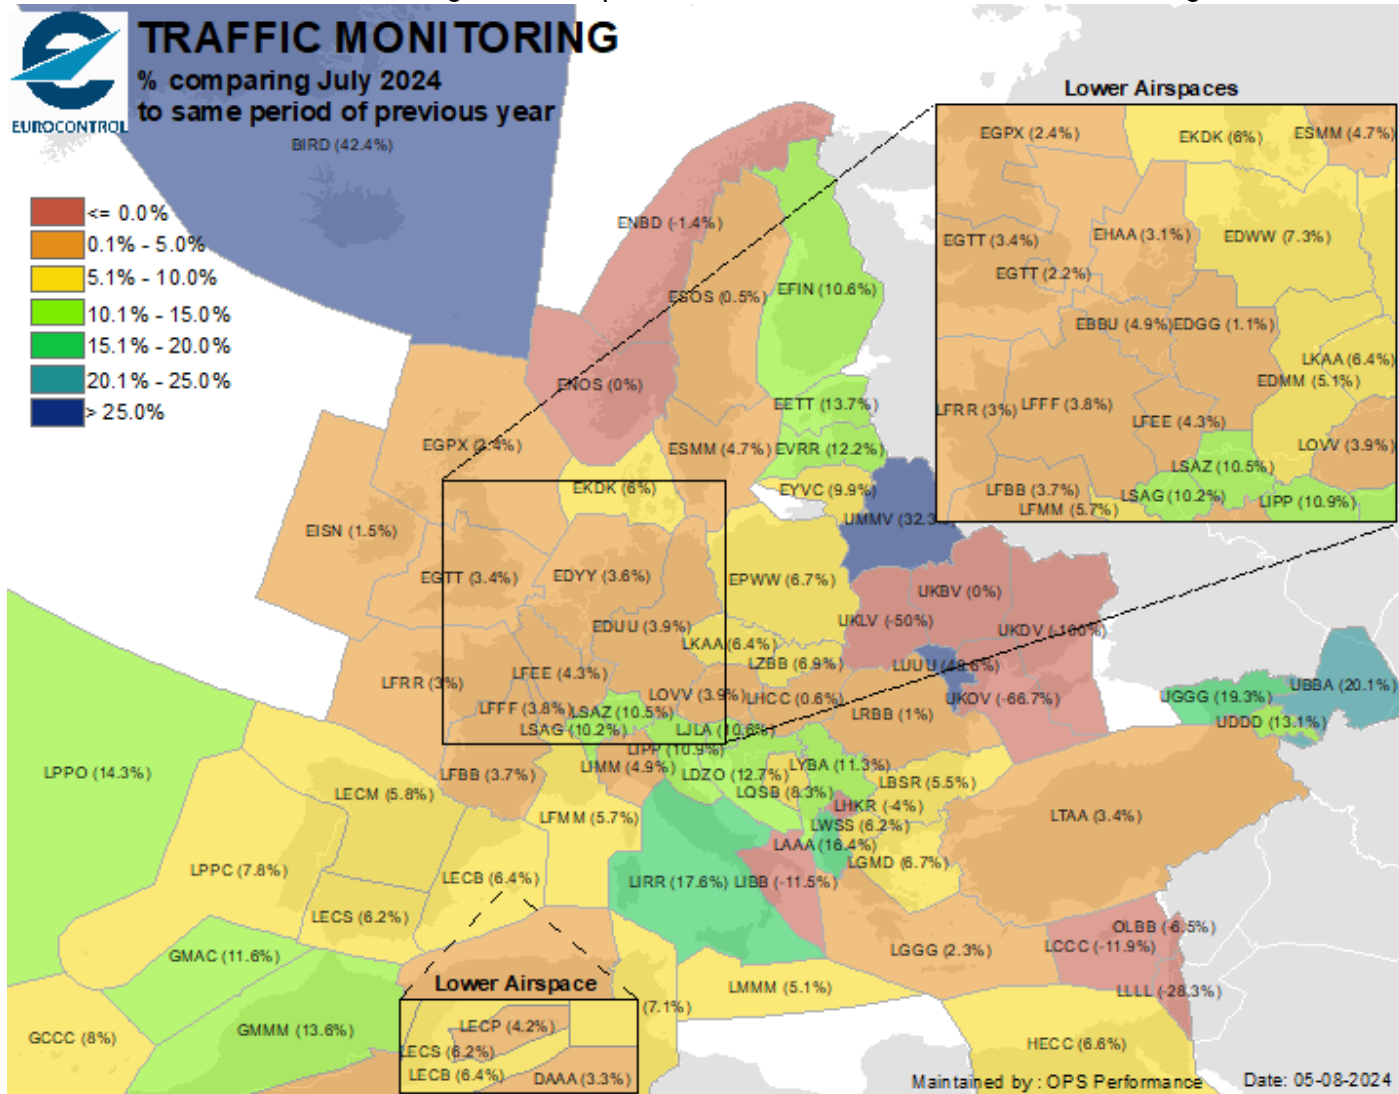 TRAFFIC MONITORING
% comparing July 2024
to same period of previous year
EUROCONTROL
BIRD (42.4%)
<= 0.0%
0.1% - 5.0%
5.1% - 10.0%
10.1% - 15.0%
15.1% - 20.0%
20.1% - 25.0%
> 25.0%
Lower Airspaces
EGPX (2.4%)
EKDK (6%)
ESMM (4.7%)
EGTT (3.4%)
EHAA (3.1%)
EDWW (7.3%)
EGTT (2.2%)
EBBU (4.9%)
EDGG (1.1%)
LKAA (6.4%)
EDMM (5.1%)
LFRR (3%)
LFFF (3.8%)
LFEE (4.3%)
LOVV (3.9%)
LSAZ (10.5%)
LFBB (3.7%)
LSAG (10.2%)
LIPP (10.9%)
LFMM (5.7%)
ENBD (-1.4%)
ESOS (0.5%)
EFIN (10.6%)
ENOS (0%)
EETT (13.7%)
EGPX (2.4%)
ESMM (4.7%)
EVRR (12.2%)
EKDK (6%)
EYVC (9.9%)
UMMV (32.3%
EISN (1.5%)
EGTT (3.4%)
EDYY (3.6%)
EPWW (6.7%)
UKBV (0%)
UKLV (-50%)
UKDV (-100%)
EDUU (3.9%)
LKAA (6.4%)
LZBB (6.9%)
LUUU (48.6%)
LFRR (3%)
LFEE (4.3%)
LOVV (3.9%)
LHCC (0.6%)
UKOV (-66.7%)
UGGG (19.3%)
UBBA (20.1%)
LFFF (3.8%)
LSAZ (10.5%)
LRBB (1%)
UDDD (13.1%)
LSAG (10.2%)
LJLA (10.6%)
LIPP (10.9%)
LPPO (14.3%)
LFBB (3.7%)
LIMM (4.9%)
LDZO (12.7%)
LYBA (11.3%)
LECM (5.8%)
LQSB (8.3%)
LBSR (5.5%)
LHKR (-4%)
LFMM (5.7%)
LWSS (6.2%)
LTAA (3.4%)
LAAA (16.4%)
LPPC (7.8%)
LECB (6.4%)
LIRR (17.6%)
LIBB (-11.5%)
LGMD (6.7%)
LECS (6.2%)
GMAC (11.6%)
LGGG (2.3%)
OLBB (-6.5%)
LCCC (-11.9%)
Lower Airspace
LMMM (5.1%)
LLLL (-28.3%)
(7.1%)
GCCC (8%)
GMMM (13.6%)
LECP (4.2%)
LECS (6.2%)
LECB (6.4%)
DAAA (3.3%)
HECC (6.6%)
Maintained by : OPS Performance
Date: 05-08-2024